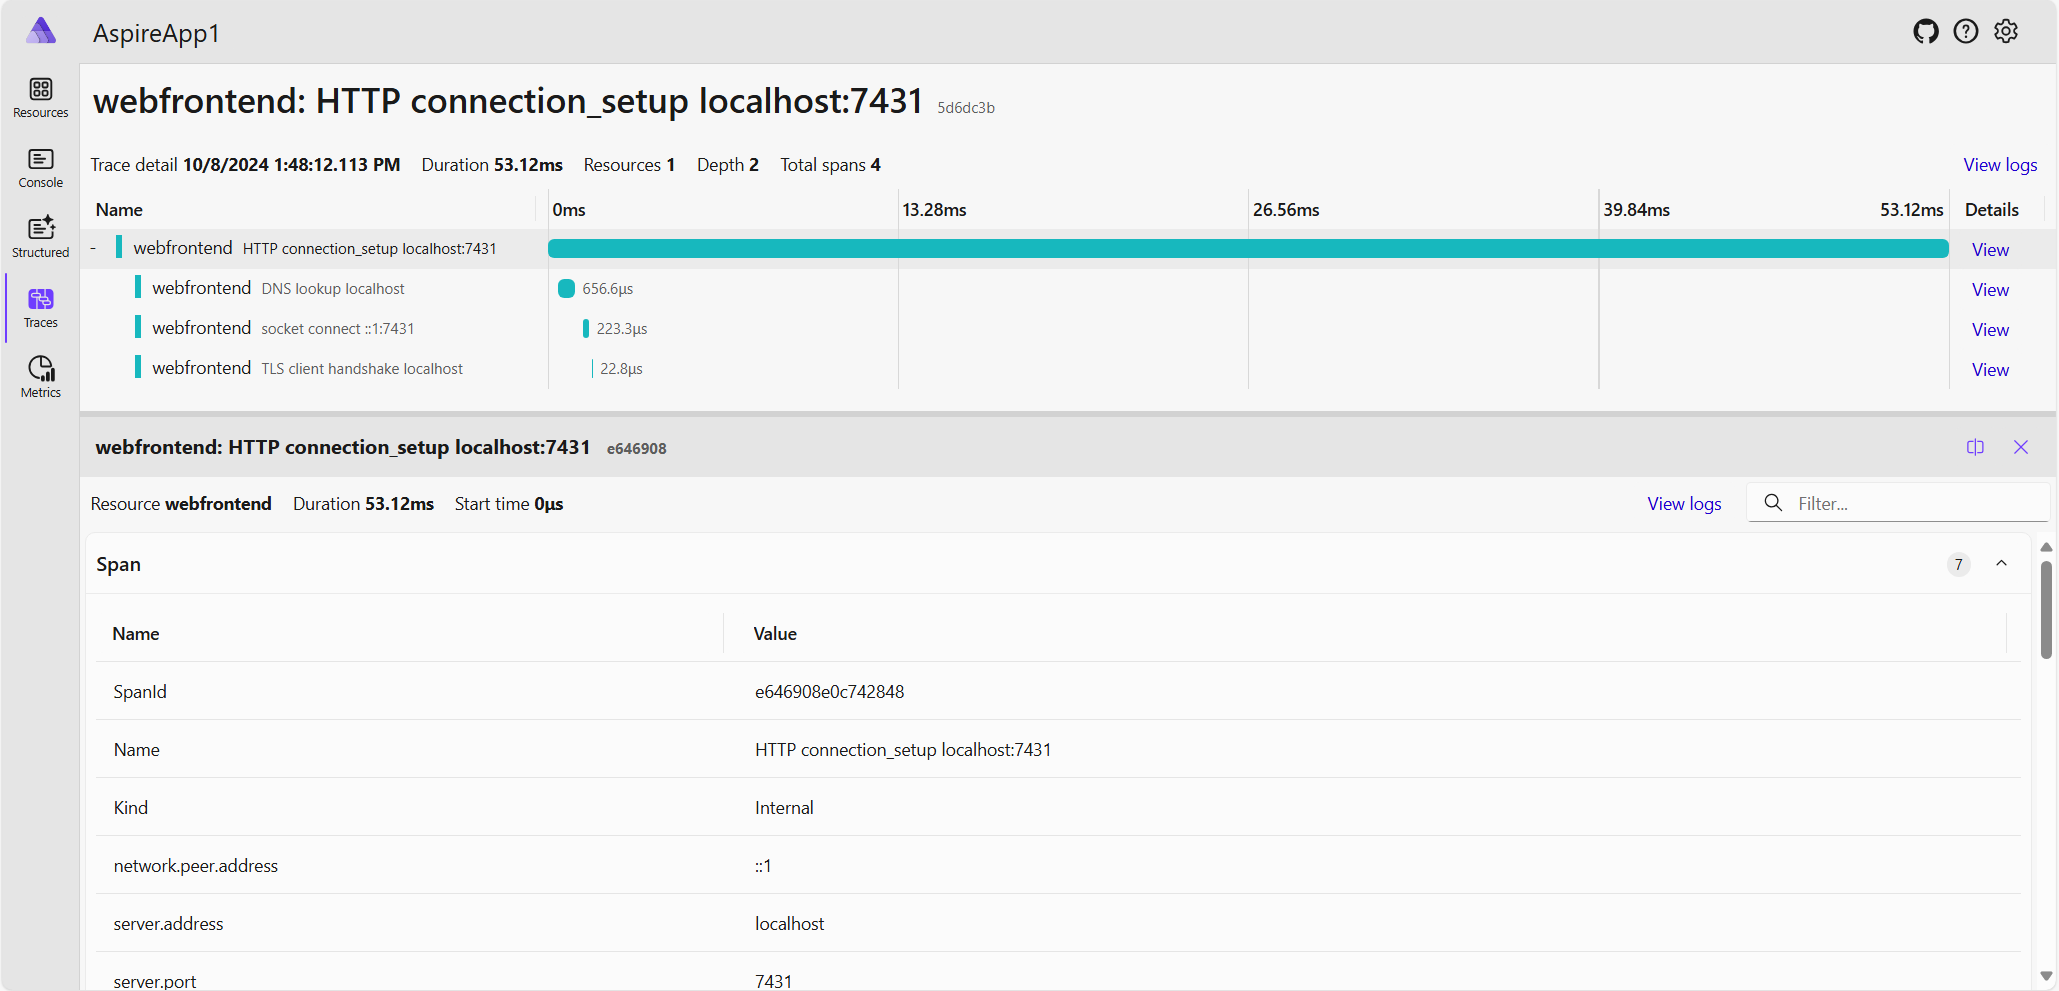 AspireApp1
Resources
Console
Structured
Traces
Metrics
webfrontend: HTTP connection_setup localhost:7431 5d6dc3b
Trace detail 10/8/2024 1:48:12.113 PM Duration 53.12ms Resources 1 Depth 2 Total spans 4 View logs
Name 0ms 13.28ms 26.56ms 39.84ms 53.12ms Details
- webfrontend HTTP connection_setup localhost:7431 View
webfrontend DNS lookup localhost 656.6µs View
webfrontend socket connect ::1:7431 223.3µs View
webfrontend TLS client handshake localhost 22.8µs View
webfrontend: HTTP connection_setup localhost:7431 e646908
Resource webfrontend Duration 53.12ms Start time 0µs View logs Filter...
Span 7
Name Value
SpanId e646908e0c742848
Name HTTP connection_setup localhost:7431
Kind Internal
network.peer.address ::1
server.address localhost
server.port 7431